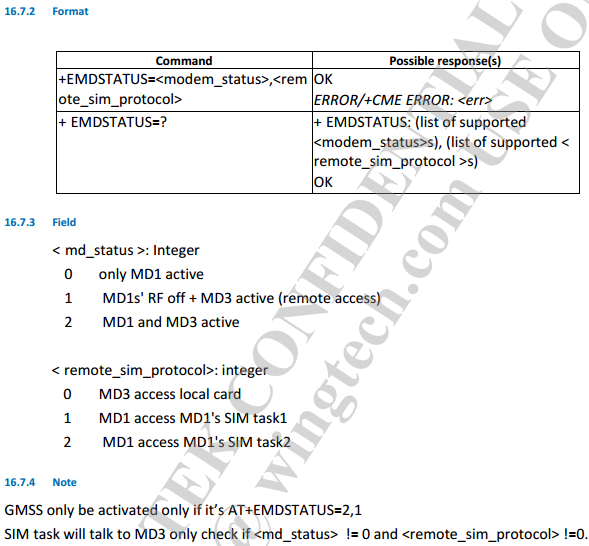 16.7.2 Format
Command Possible response(s)
+EMDSTATUS=<modem_status>,<rem OK
ote_sim_protocol> ERROR/+CME ERROR: <err>
+ EMDSTATUS=? + EMDSTATUS: (list of supported
<modem_status>s), (list of supported <
remote_sim_protocol >s)
OK
16.7.3 Field
< md_status >: Integer
0 only MD1 active
1 MD1s' RF off + MD3 active (remote access)
2 MD1 and MD3 active
< remote_sim_protocol>: integer
0 MD3 access local card
1 MD1 access MD1's SIM task1
2 MD1 access MD1's SIM task2
16.7.4 Note
GMSS only be activated only if it's AT+EMDSTATUS=2,1
SIM task will talk to MD3 only check if <md_status> != 0 and <remote_sim_protocol> !=0.
TEK CONFIDENTIAL
@ wingtech.com USE O